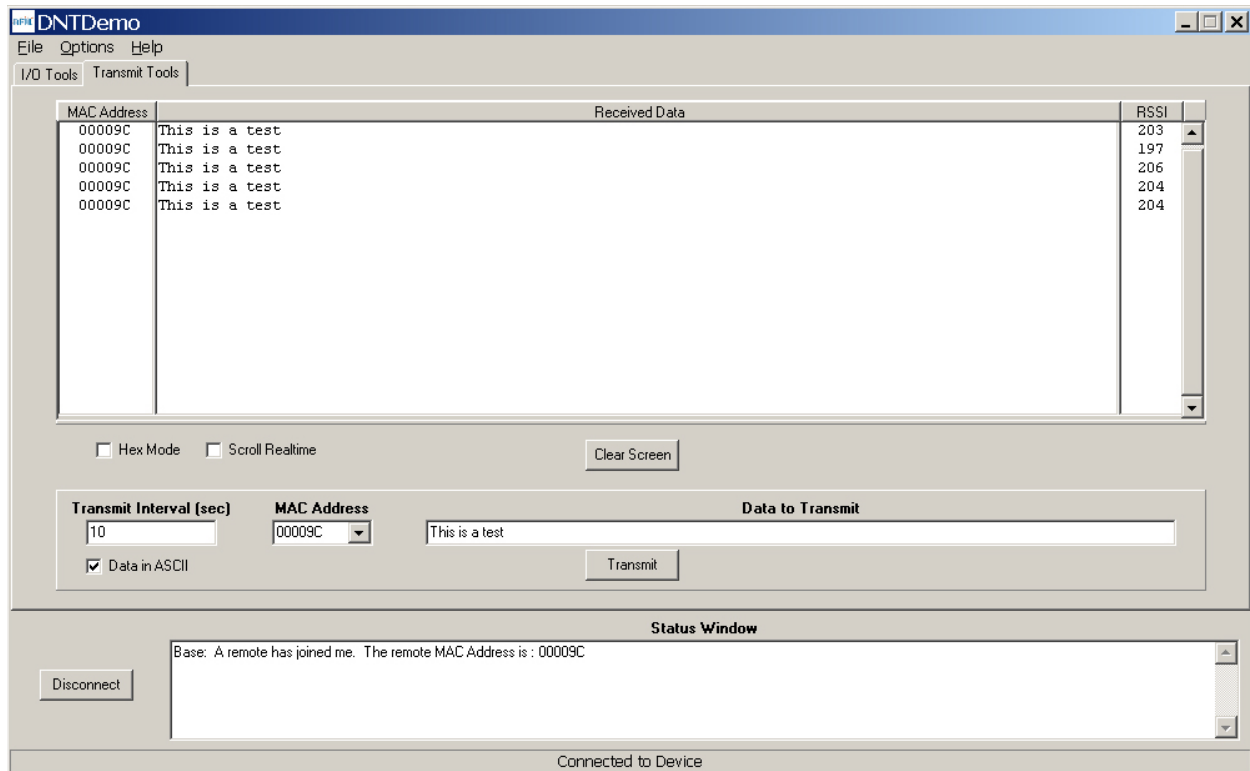 RFM DNTDemo
File Options Help
I/O Tools Transmit Tools
MAC Address Received Data RSSI
00009C This is a test 203
00009C This is a test 197
00009C This is a test 206
00009C This is a test 204
00009C This is a test 204
Hex Mode Scroll Realtime Clear Screen
Transmit Interval (sec) MAC Address Data to Transmit
10 00009C This is a test
Data in ASCII Transmit
Status Window
Base: A remote has joined me. The remote MAC Address is : 00009C
Disconnect
Connected to Device